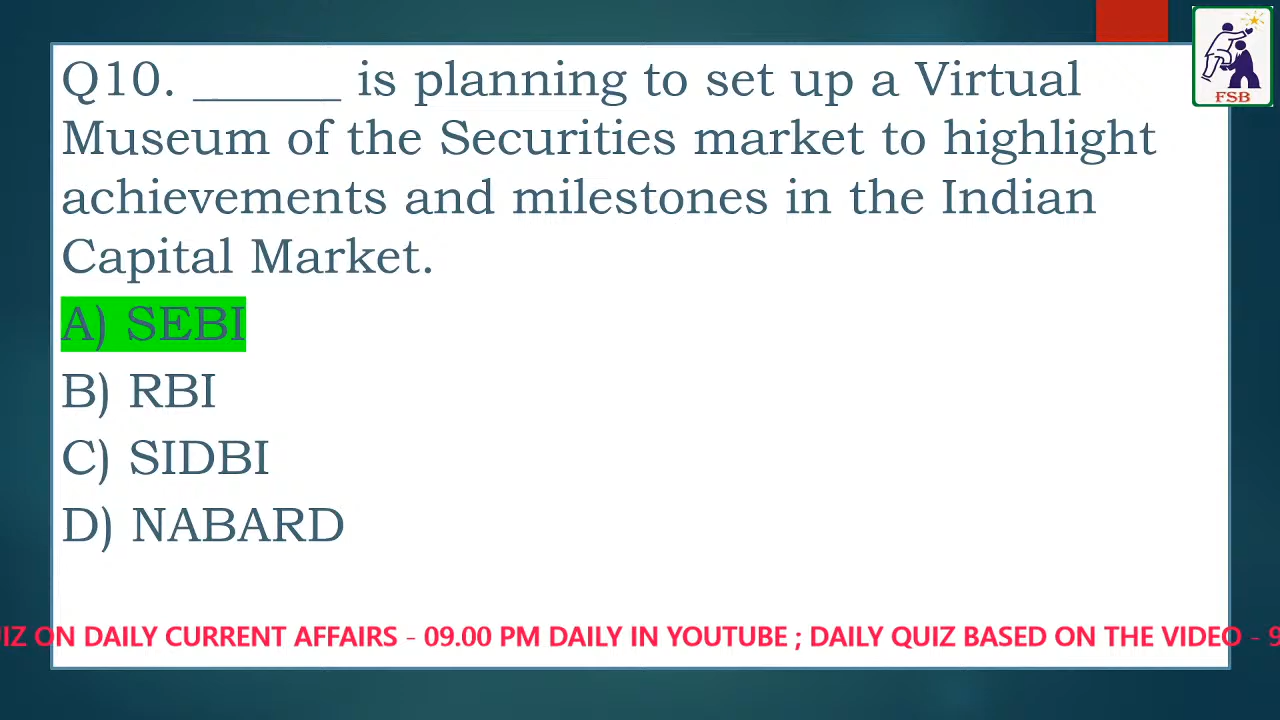 Q10. ______ is planning to set up a Virtual
Museum of the Securities market to highlight
achievements and milestones in the Indian
Capital Market.
A) SEBI
B) RBI
C) SIDBI
D) NABARD
FSB
IZ ON DAILY CURRENT AFFAIRS - 09.00 PM DAILY IN YOUTUBE ; DAILY QUIZ BASED ON THE VIDEO - 9